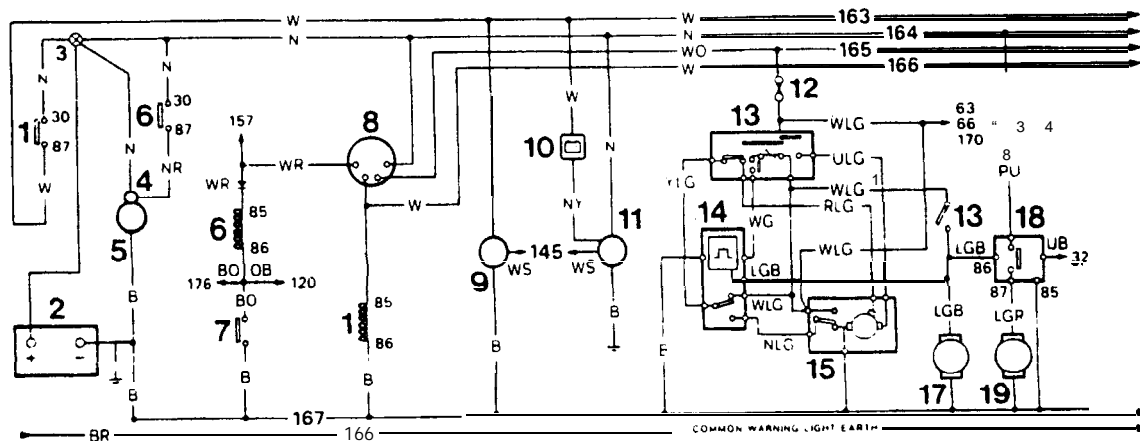 W W 163
3 N N 164
WO 165
W 166
N N N 12
30 6 30 157 8 W 13 63
1 87 87 10 WLG 66 " 3 4
170
N NR WR N ULG 8
W 4 WR WLG PU
85 W NY RLG 13 18
5 6 14 WG
86 11 WLG LGB UB
BO OB 9 WS 145 WS LGB 86 32
176 120 87 85
2 B BO 85 WLG LGB LGR
7 1 86 B B NLG
+ − B B B 15 17 19
167
BR 166 COMMON WARNING LIGHT EARTH